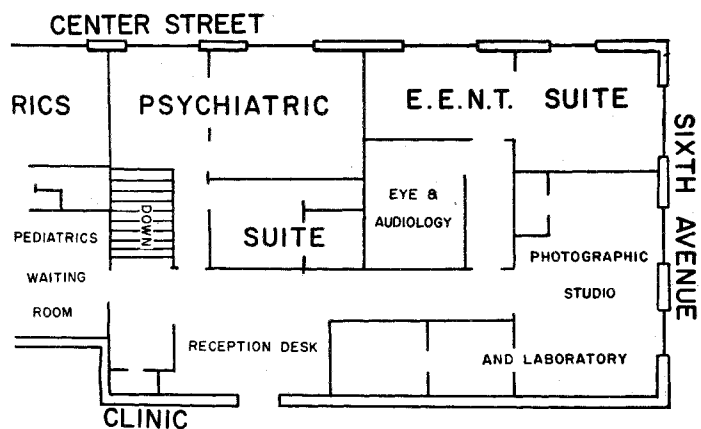 CENTER STREET
RICS
PSYCHIATRIC
E.E.N.T. SUITE
SIXTH AVENUE
EYE &
AUDIOLOGY
DOWN
SUITE
PEDIATRICS
WAITING
ROOM
PHOTOGRAPHIC
STUDIO
RECEPTION DESK
AND LABORATORY
CLINIC